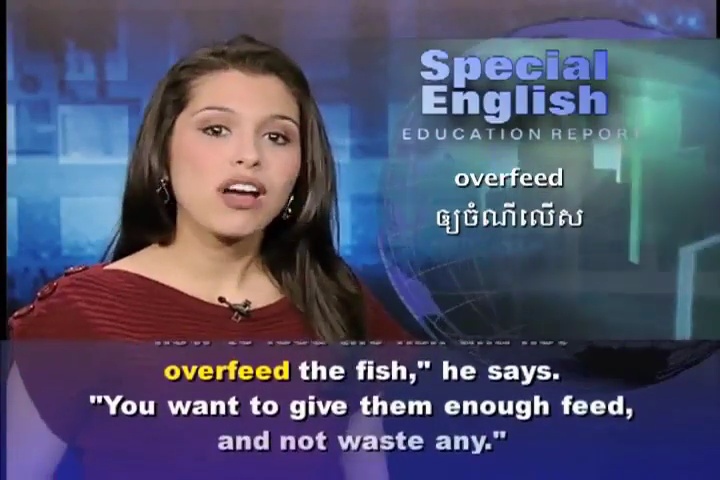 Special
English
EDUCATION REPORT
overfeed
ឲ្យចំណីលើស
overfeed the fish," he says.
"You want to give them enough feed,
and not waste any."